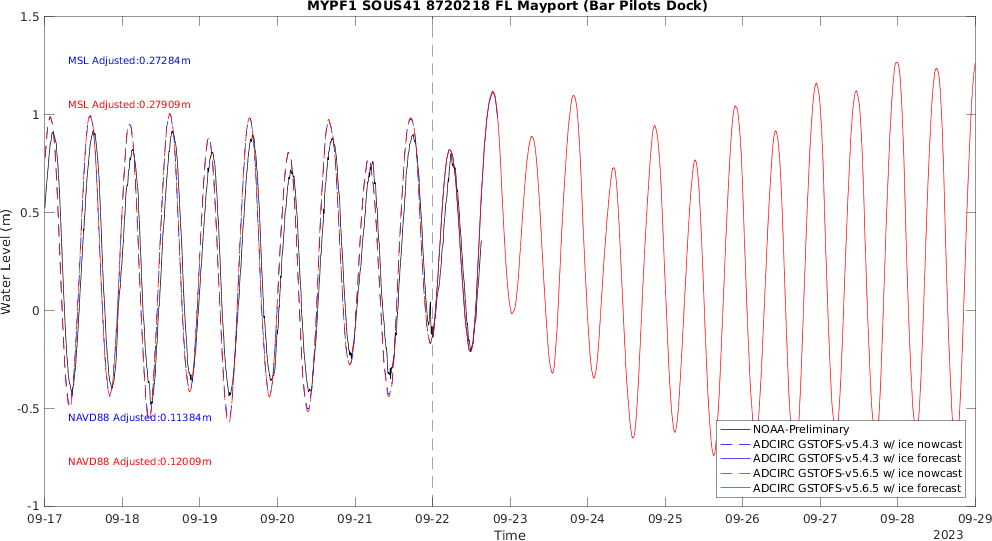 MYPF1 SOUS41 8720218 FL Mayport (Bar Pilots Dock)
1.5
1
0.5
0
-0.5
-1
Water Level (m)
MSL Adjusted:0.27284m
MSL Adjusted:0.27909m
NAVD88 Adjusted:0.11384m
NAVD88 Adjusted:0.12009m
NOAA-Preliminary
ADCIRC GSTOFS-v5.4.3 w/ ice nowcast
ADCIRC GSTOFS-v5.4.3 w/ ice forecast
ADCIRC GSTOFS-v5.6.5 w/ ice nowcast
ADCIRC GSTOFS-v5.6.5 w/ ice forecast
09-17 09-18 09-19 09-20 09-21 09-22 09-23 09-24 09-25 09-26 09-27 09-28 09-29
Time
2023